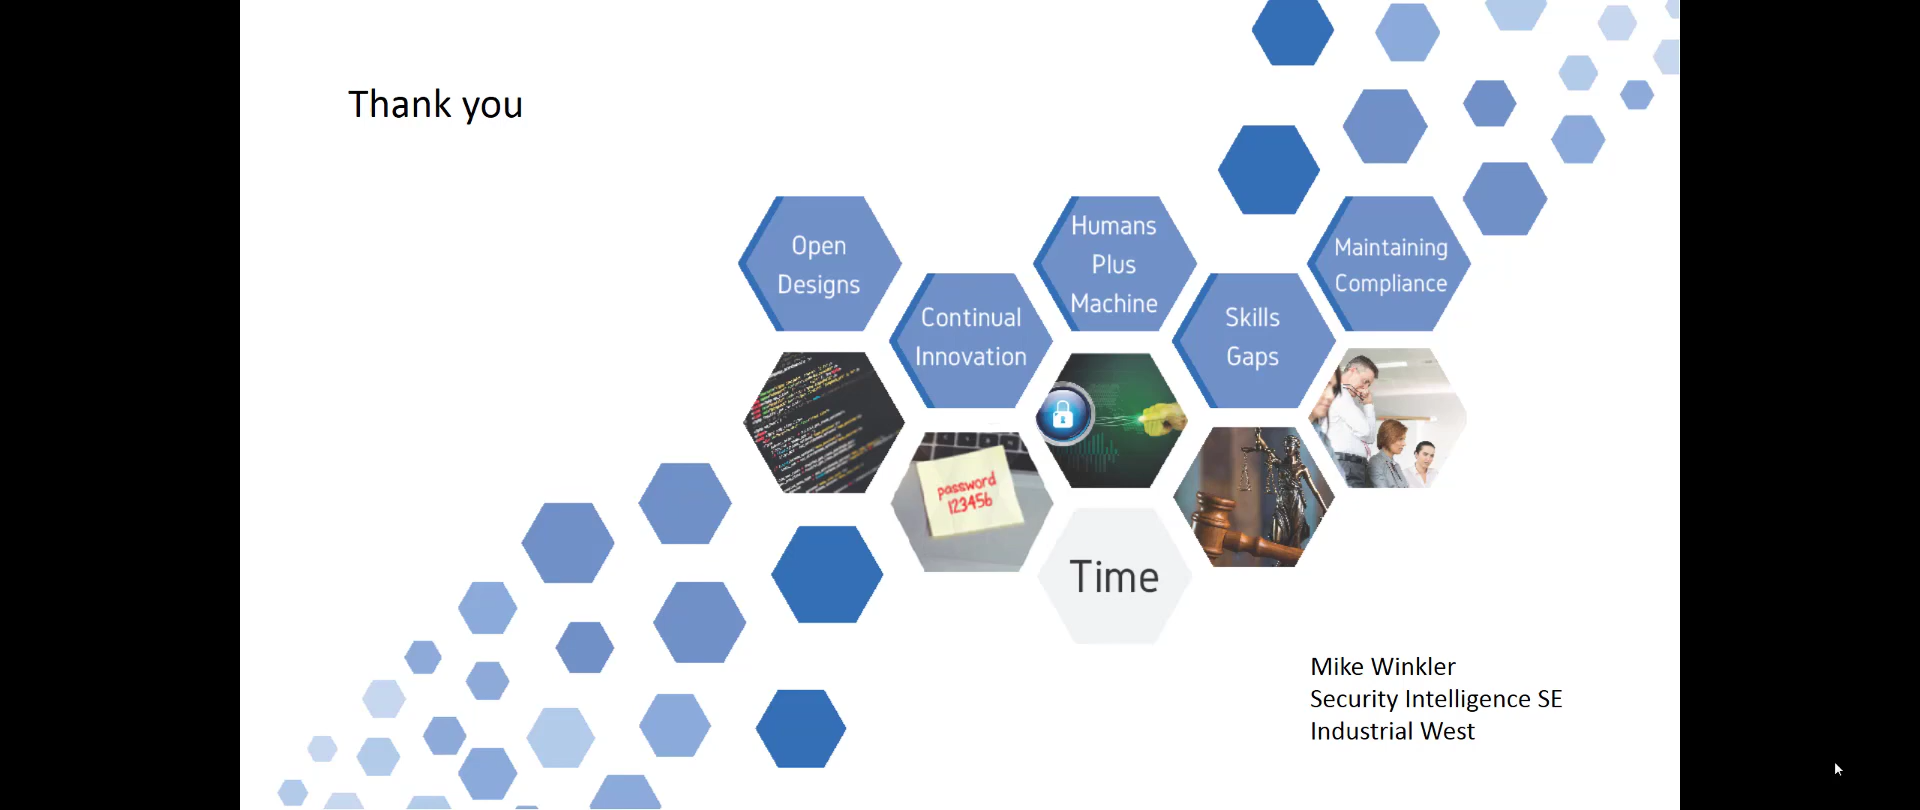 Thank you
Open
Designs
Continual
Innovation
Humans
Plus
Machine
Skills
Gaps
Maintaining
Compliance
password
123456
Time
Mike Winkler
Security Intelligence SE
Industrial West